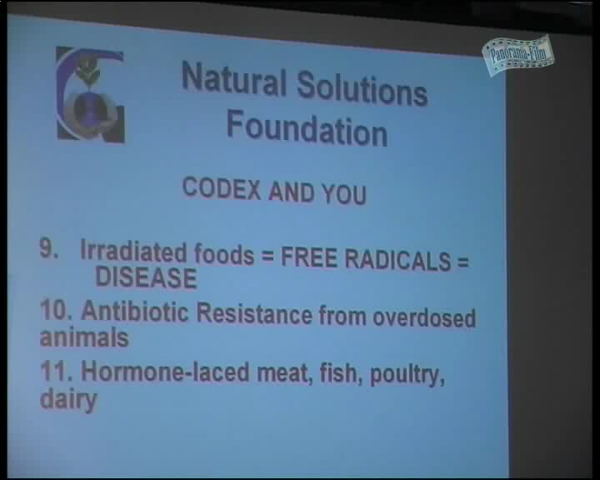 Panorama-Film
Natural Solutions
Foundation
CODEX AND YOU
9. Irradiated foods = FREE RADICALS =
DISEASE
10. Antibiotic Resistance from overdosed
animals
11. Hormone-laced meat, fish, poultry,
dairy